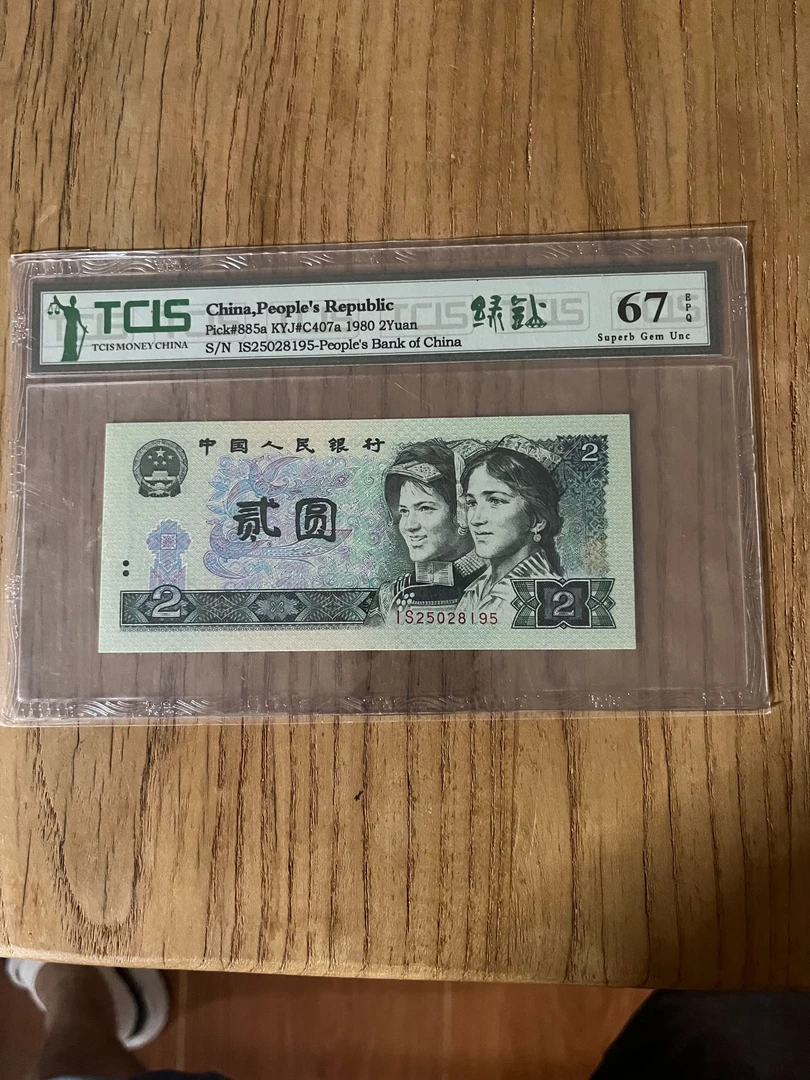 TCIS
TCIS MONEY CHINA
China,People's Republic
Pick#885a KYJ#C407a 1980 2Yuan
S/N IS25028195-People's Bank of China
绿钻
67
EPQ
Superb Gem Unc
中国人民银行
2
贰圆
2
2
IS25028195